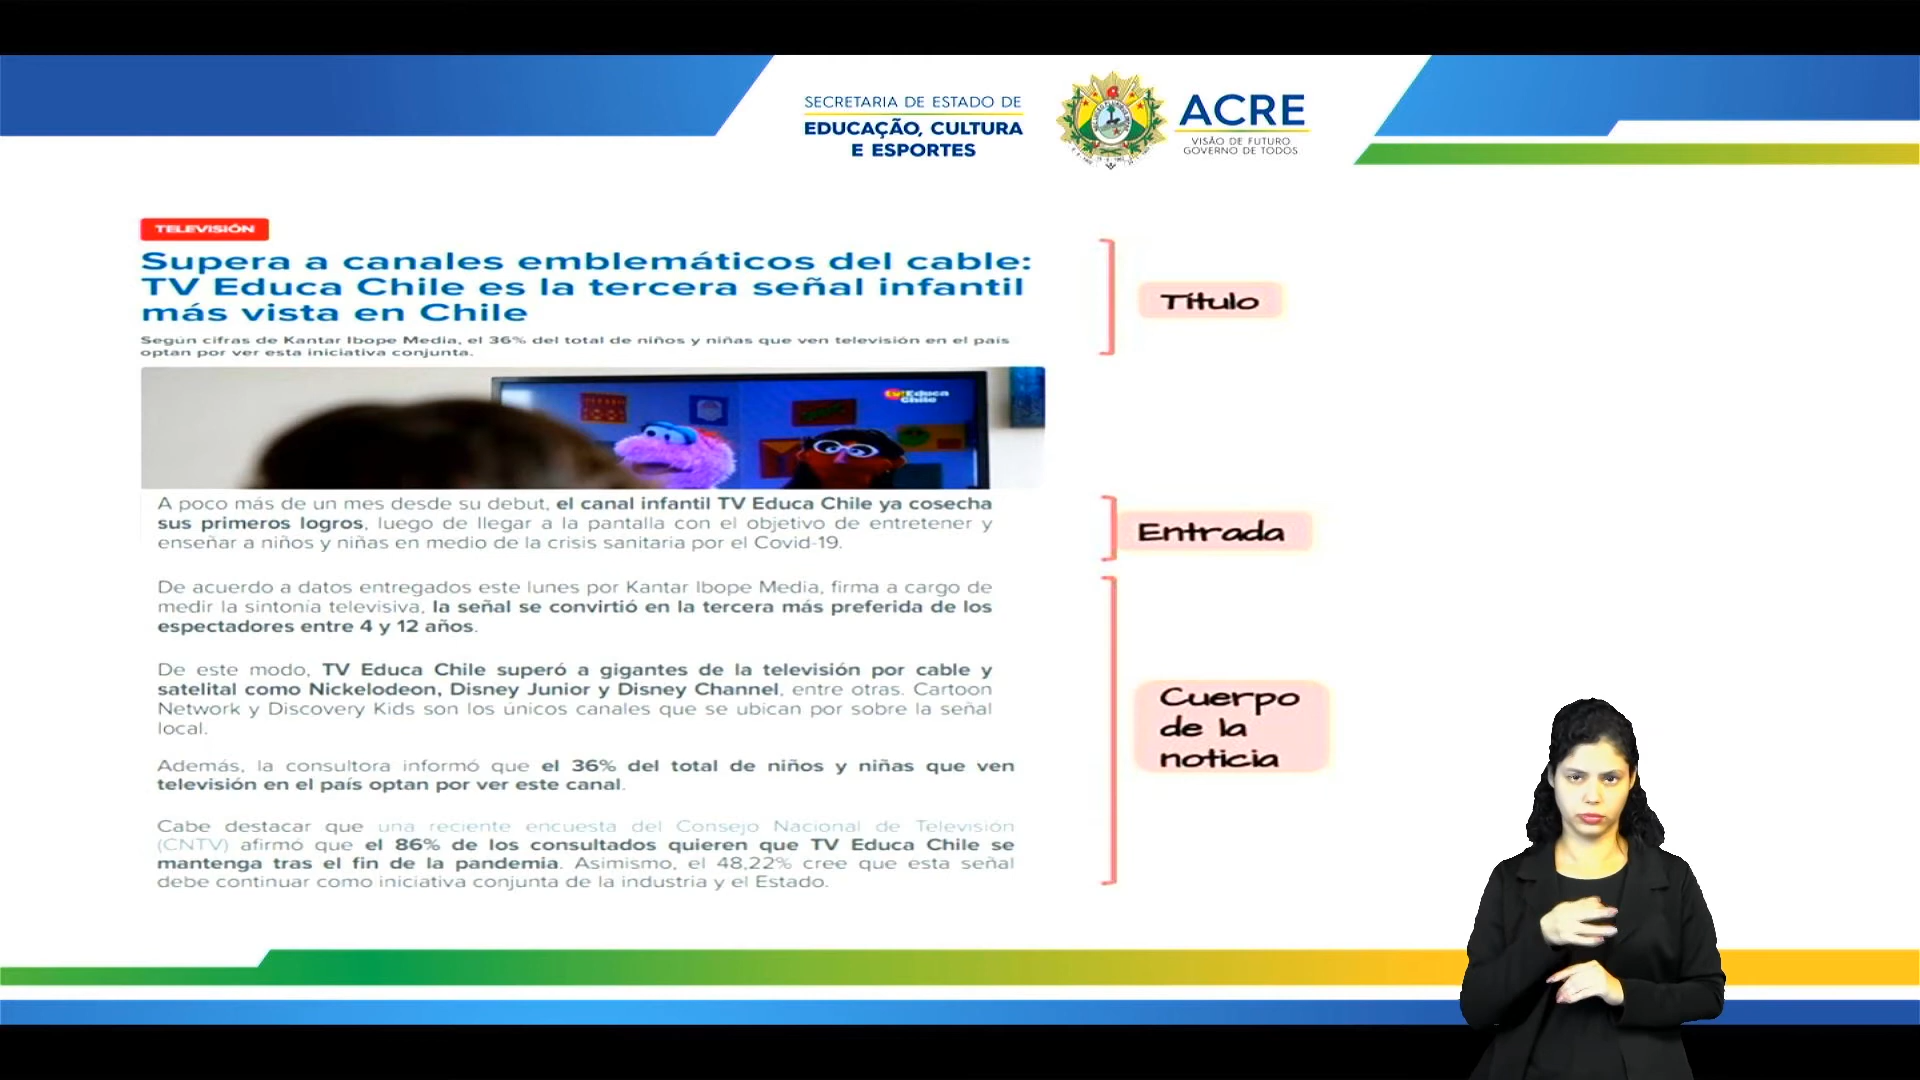 SECRETARIA DE ESTADO DE
EDUCAÇÃO, CULTURA
E ESPORTES
ACRE
VISÃO DE FUTURO
GOVERNO DE TODOS
TELEVISIÓN
Supera a canales emblemáticos del cable:
TV Educa Chile es la tercera señal infantil
más vista en Chile
Según cifras de Kantar Ibope Media, el 36% del total de niños y niñas que ven televisión en el país
optan por ver esta iniciativa conjunta.
Título
tv Educa
Chile
A poco más de un mes desde su debut, el canal infantil TV Educa Chile ya cosecha
sus primeros logros, luego de llegar a la pantalla con el objetivo de entretener y
enseñar a niños y niñas en medio de la crisis sanitaria por el Covid-19.
Entrada
De acuerdo a datos entregados este lunes por Kantar Ibope Media, firma a cargo de
medir la sintonía televisiva, la señal se convirtió en la tercera más preferida de los
espectadores entre 4 y 12 años.
De este modo, TV Educa Chile superó a gigantes de la televisión por cable y
satelital como Nickelodeon, Disney Junior y Disney Channel, entre otras. Cartoon
Network y Discovery Kids son los únicos canales que se ubican por sobre la señal
local.
Además, la consultora informó que el 36% del total de niños y niñas que ven
televisión en el país optan por ver este canal.
Cabe destacar que una reciente encuesta del Consejo Nacional de Televisión
(CNTV) afirmó que el 86% de los consultados quieren que TV Educa Chile se
mantenga tras el fin de la pandemia. Asimismo, el 48,22% cree que esta señal
debe continuar como iniciativa conjunta de la industria y el Estado.
Cuerpo
de la
noticia